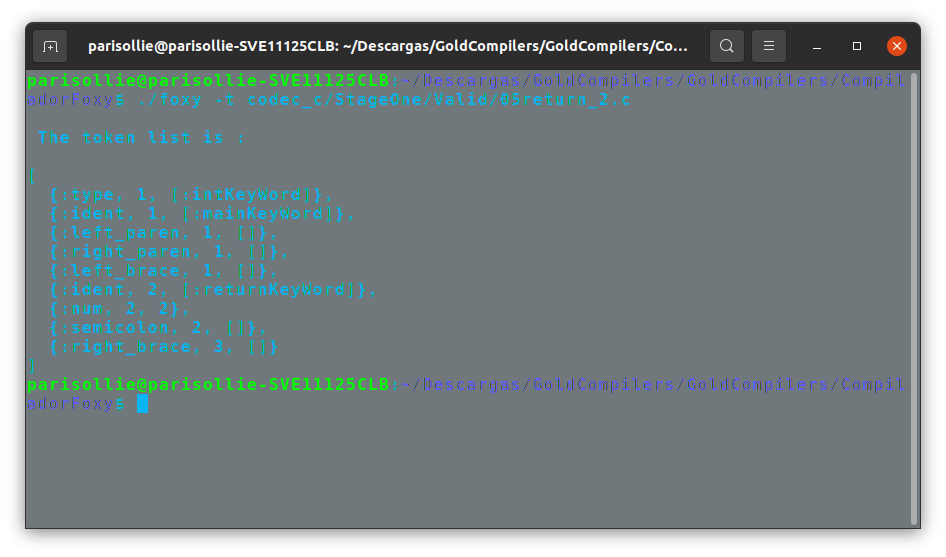 parisollie@parisollie-SVE11125CLB: ~/Descargas/GoldCompilers/GoldCompilers/Co...
parisollie@parisollie-SVE11125CLB:~/Descargas/GoldCompilers/GoldCompilers/Compil
adorFoxy$ ./foxy -t codec_c/StageOne/Valid/05return_2.c
The token list is :
[
{:type, 1, [:intKeyWord]},
{:ident, 1, [:mainKeyWord]},
{:left_paren, 1, []},
{:right_paren, 1, []},
{:left_brace, 1, []},
{:ident, 2, [:returnKeyWord]},
{:num, 2, 2},
{:semicolon, 2, []},
{:right_brace, 3, []}
]
parisollie@parisollie-SVE11125CLB:~/Descargas/GoldCompilers/GoldCompilers/Compil
adorFoxy$